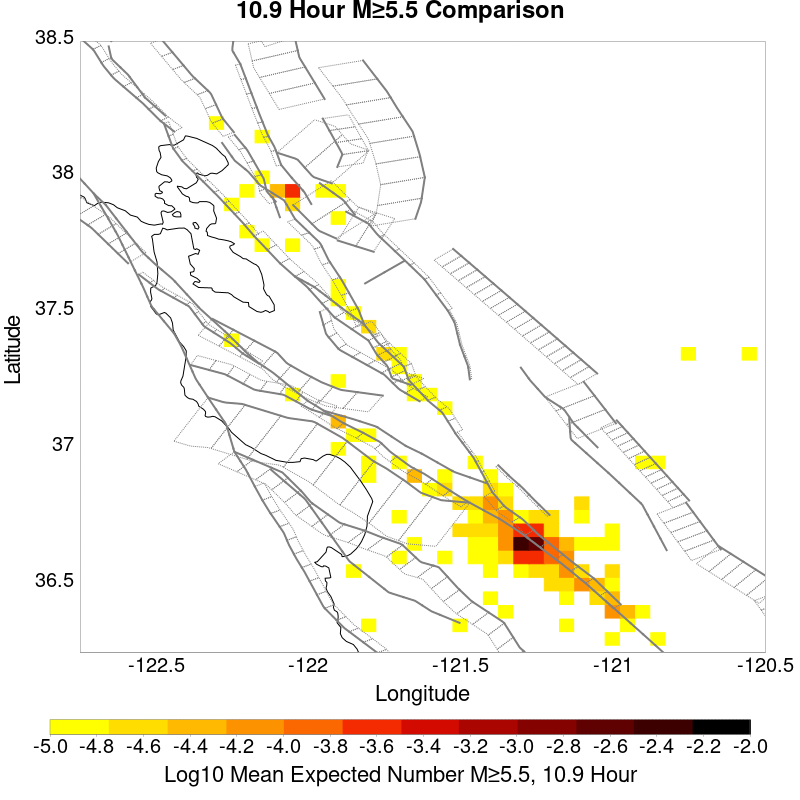 10.9 Hour M≥5.5 Comparison
38.5
38
37.5
37
36.5
Latitude
-122.5 -122 -121.5 -121 -120.5
Longitude
-5.0 -4.8 -4.6 -4.4 -4.2 -4.0 -3.8 -3.6 -3.4 -3.2 -3.0 -2.8 -2.6 -2.4 -2.2 -2.0
Log10 Mean Expected Number M≥5.5, 10.9 Hour